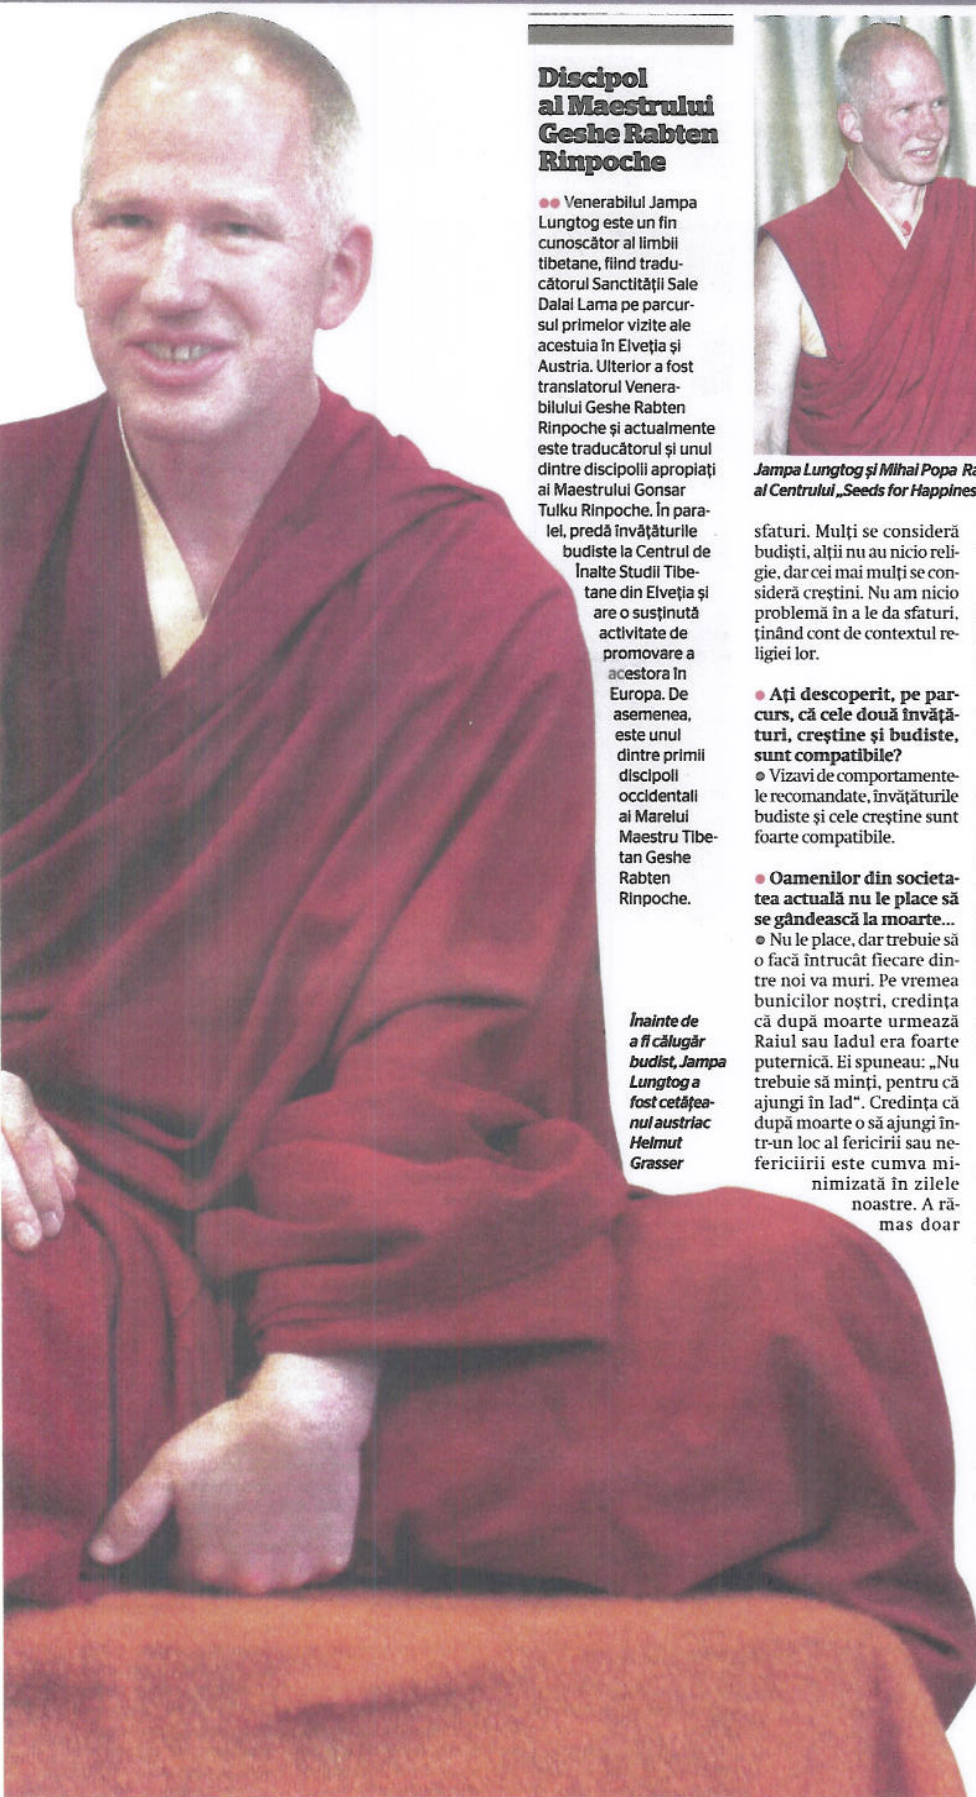 Discipol
al Maestrului
Geshe Rabten
Rinpoche
●● Venerabilul Jampa
Lungtog este un fin
cunoscător al limbii
tibetane, fiind tradu-
cătorul Sanctității Sale
Dalai Lama pe parcur-
sul primelor vizite ale
acestuia în Elveția și
Austria. Ulterior a fost
translatorul Venera-
bilului Geshe Rabten
Rinpoche și actualmente
este traducătorul și unul
dintre discipolii apropiați
ai Maestrului Gonsar
Tulku Rinpoche. În para-
lel, predă învățăturile
budiste la Centrul de
Înalte Studii Tibe-
tane din Elveția și
are o susținută
activitate de
promovare a
acestora în
Europa. De
asemenea,
este unul
dintre primii
discipoli
occidentali
ai Marelui
Maestru Tibe-
tan Geshe
Rabten
Rinpoche.
Înainte de
a fi călugăr
budist, Jampa
Lungtog a
fost cetățea-
nul austriac
Helmut
Grasser
Jampa Lungtog și Mihai Popa Ra
al Centrului „Seeds for Happines
sfaturi. Mulți se consideră
budiști, alții nu au nicio reli-
gie, dar cei mai mulți se con-
sideră creștini. Nu am nicio
problemă în a le da sfaturi,
ținând cont de contextul re-
ligiei lor.
● Ați descoperit, pe par-
curs, că cele două învăță-
turi, creștine și budiste,
sunt compatibile?
● Vizavi de comportamente-
le recomandate, învățăturile
budiste și cele creștine sunt
foarte compatibile.
● Oamenilor din societa-
tea actuală nu le place să
se gândească la moarte...
● Nu le place, dar trebuie să
o facă întrucât fiecare din-
tre noi va muri. Pe vremea
bunicilor noștri, credința
că după moarte urmează
Raiul sau Iadul era foarte
puternică. Ei spuneau: „Nu
trebuie să minți, pentru că
ajungi în Iad“. Credința că
după moarte o să ajungi în-
tr-un loc al fericirii sau ne-
fericiirii este cumva mi-
nimizată în zilele
noastre. A ră-
mas doar